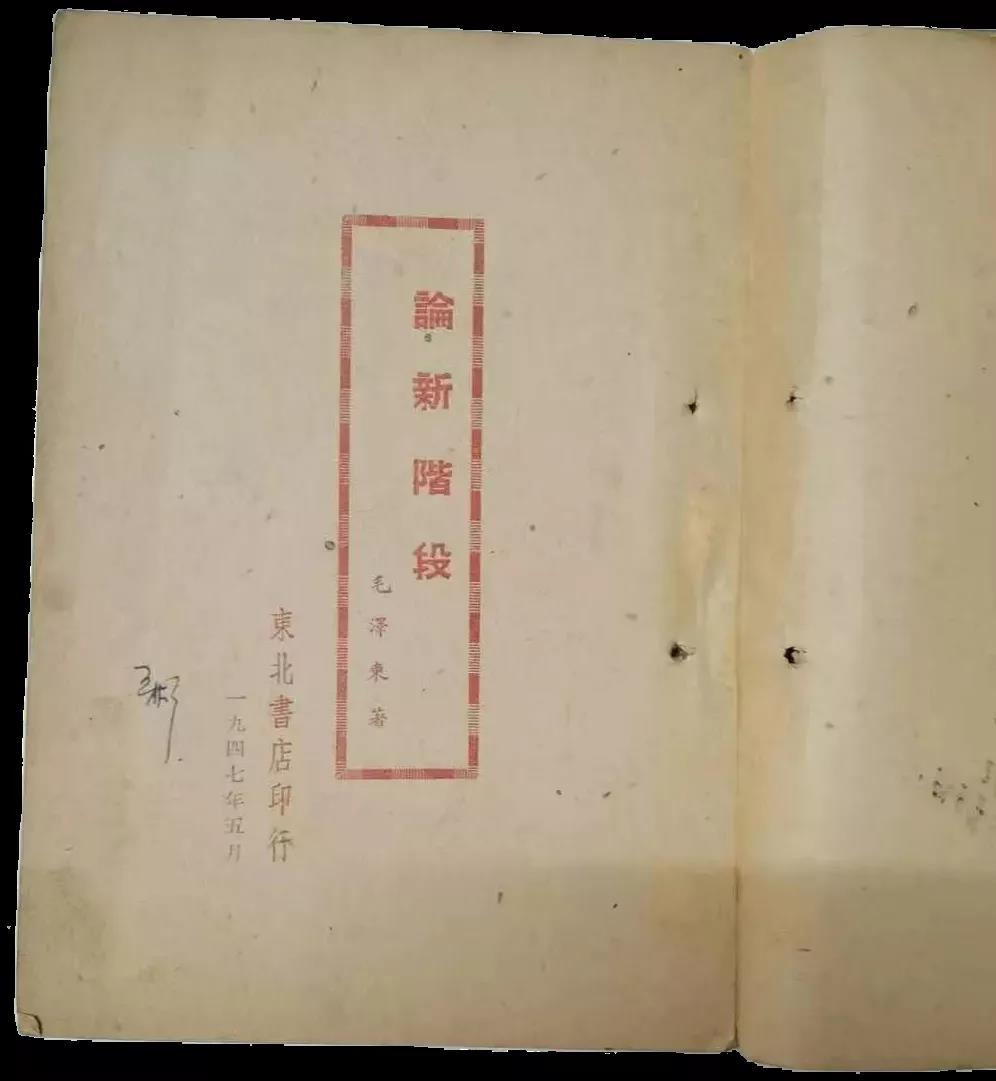 論新階段
毛澤東著
東北書店印行
一九四七年五月